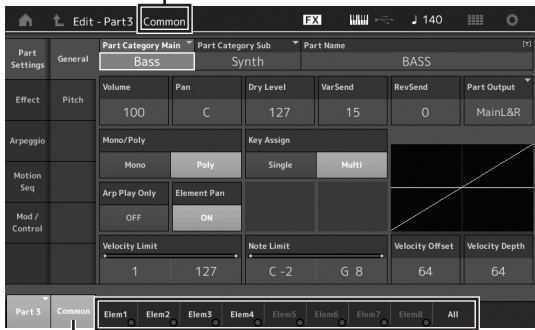 Edit - Part3 Common
FX
♩ 140
Part Settings
General
Part Category Main
Part Category Sub
Part Name
[T]
Bass
Synth
BASS
Effect
Pitch
Volume
Pan
Dry Level
VarSend
RevSend
Part Output
100
C
127
15
0
MainL&R
Arpeggio
Mono/Poly
Key Assign
Mono
Poly
Single
Multi
Motion Seq
Arp Play Only
Element Pan
OFF
ON
Mod / Control
Velocity Limit
Note Limit
Velocity Offset
Velocity Depth
1
127
C -2
G 8
64
64
Part 3
Common
Elem1
Elem2
Elem3
Elem4
Elem5
Elem6
Elem7
Elem8
All